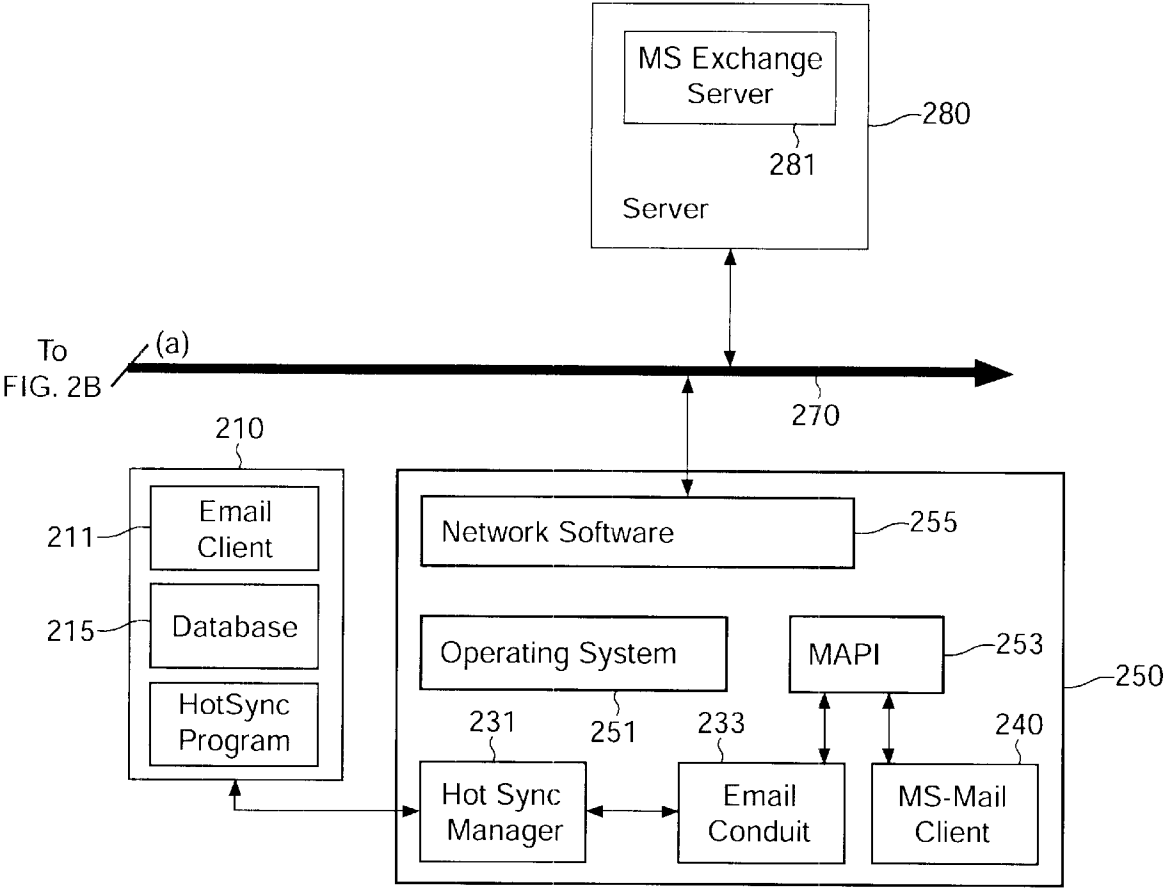 MS Exchange
Server
280
281
Server
To
FIG. 2B
(a)
270
210
Email
Client
211
Database
215
HotSync
Program
Network Software
255
Operating System
251
MAPI
253
250
231
Hot Sync
Manager
233
Email
Conduit
240
MS-Mail
Client